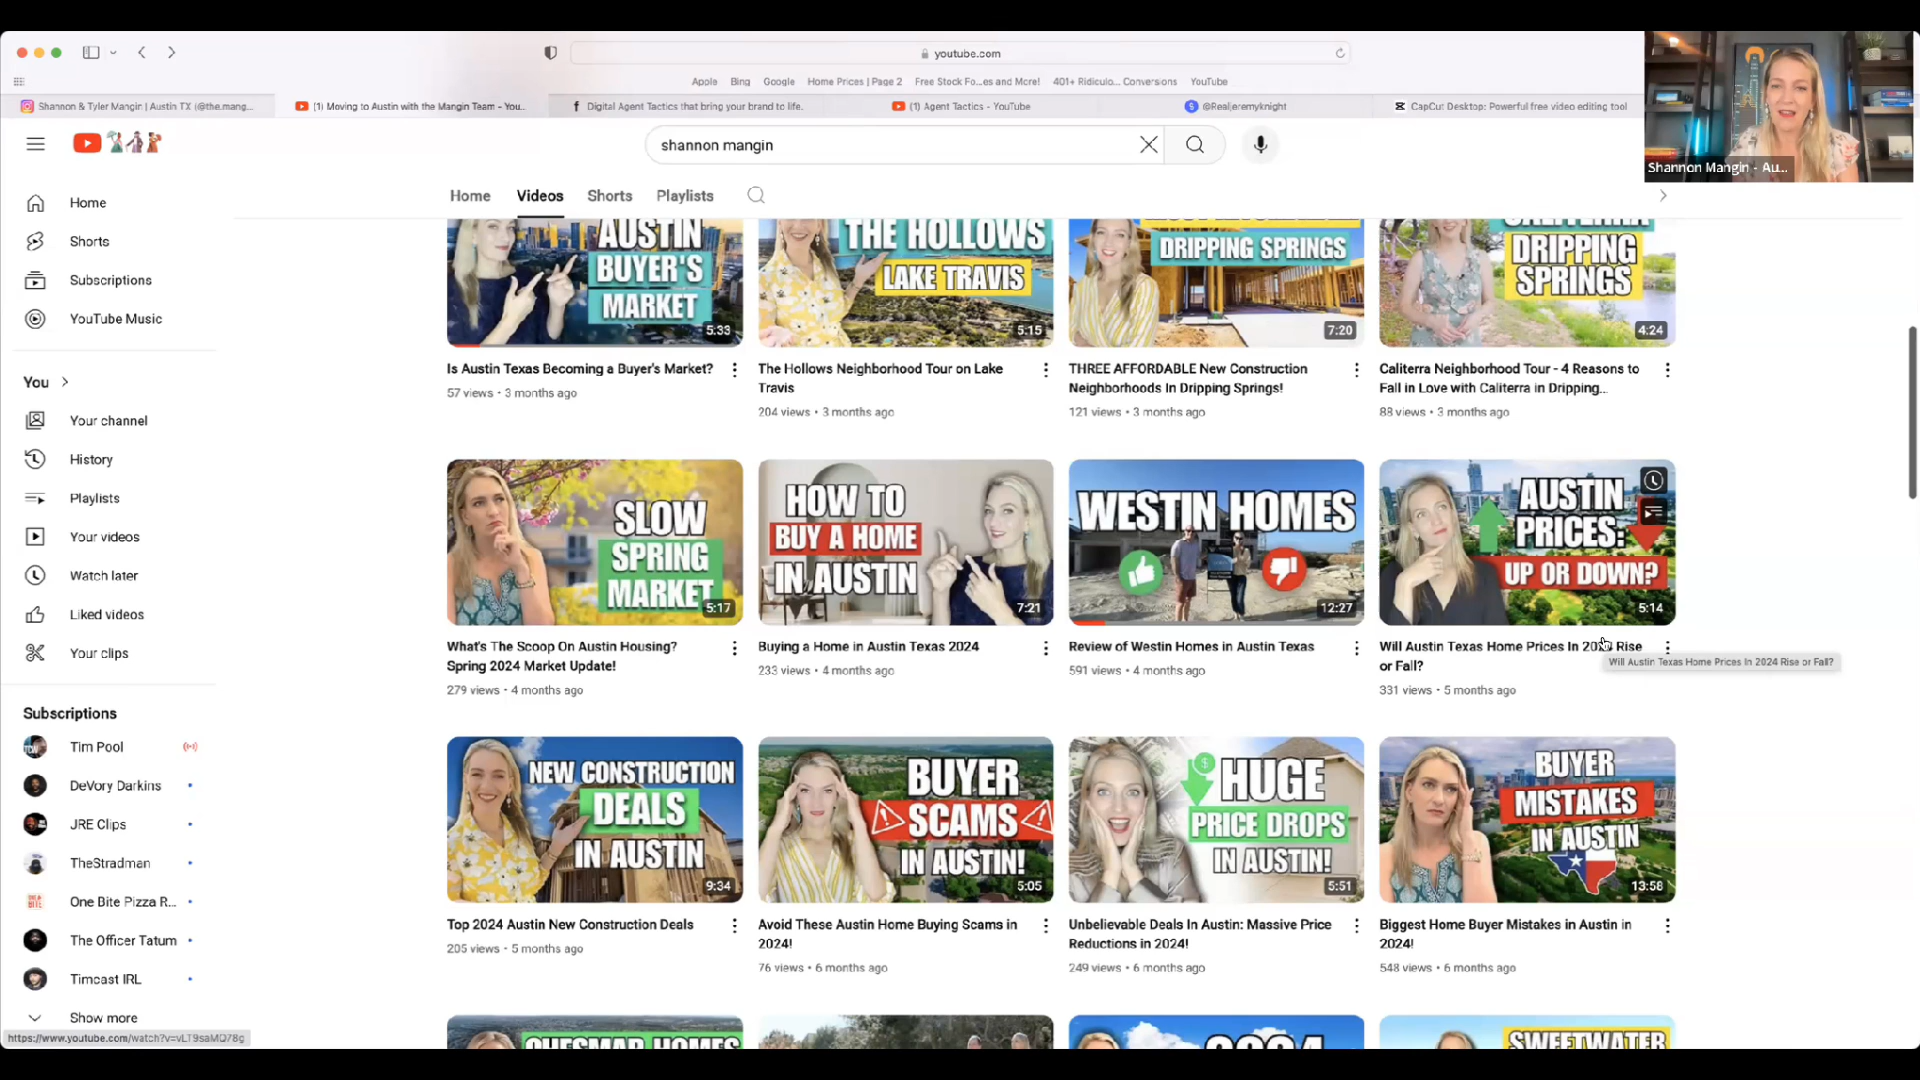 youtube.com
Apple Bing Google Home Prices | Page 2 Free Stock Fo...es and More! 401+ Ridiculo... Conversions YouTube
Shannon & Tyler Mangin | Austin TX (@the.mang...
(1) Moving to Austin with the Mangin Team - You...
Digital Agent Tactics that bring your brand to life.
(1) Agent Tactics - YouTube
@Realjeremyknight
CapCut Desktop: Powerful free video editing tool
Shannon Mangin - Au...
shannon mangin
Home Videos Shorts Playlists
Home
Shorts
Subscriptions
YouTube Music
You
Your channel
History
Playlists
Your videos
Watch later
Liked videos
Your clips
Subscriptions
Tim Pool
DeVory Darkins
JRE Clips
TheStradman
One Bite Pizza R...
The Officer Tatum
Timcast IRL
Show more
https://www.youtube.com/watch?v=vLT9saMQ78g
AUSTIN
BUYER'S
MARKET
5:33
Is Austin Texas Becoming a Buyer's Market?
57 views • 3 months ago
THE HOLLOWS
LAKE TRAVIS
5:15
The Hollows Neighborhood Tour on Lake
Travis
204 views • 3 months ago
DRIPPING SPRINGS
7:20
THREE AFFORDABLE New Construction
Neighborhoods In Dripping Springs!
121 views • 3 months ago
CALITERRA
DRIPPING
SPRINGS
4:24
Caliterra Neighborhood Tour - 4 Reasons to
Fall in Love with Caliterra in Dripping...
88 views • 3 months ago
SLOW
SPRING
MARKET
5:17
What's The Scoop On Austin Housing?
Spring 2024 Market Update!
279 views • 4 months ago
HOW TO
BUY A HOME
IN AUSTIN
7:21
Buying a Home in Austin Texas 2024
233 views • 4 months ago
WESTIN HOMES
12:27
Review of Westin Homes in Austin Texas
591 views • 4 months ago
AUSTIN
PRICES:
UP OR DOWN?
5:14
Will Austin Texas Home Prices In 2024 Rise
or Fall?
Will Austin Texas Home Prices In 2024 Rise or Fall?
331 views • 5 months ago
NEW CONSTRUCTION
DEALS
IN AUSTIN
9:34
Top 2024 Austin New Construction Deals
205 views • 5 months ago
BUYER
SCAMS
IN AUSTIN!
5:05
Avoid These Austin Home Buying Scams in
2024!
76 views • 6 months ago
HUGE
PRICE DROPS
IN AUSTIN!
5:51
Unbelievable Deals In Austin: Massive Price
Reductions in 2024!
249 views • 6 months ago
BUYER
MISTAKES
IN AUSTIN
13:58
Biggest Home Buyer Mistakes in Austin in
2024!
548 views • 6 months ago
CHESMAR HOMES
2024
SWEETWATER